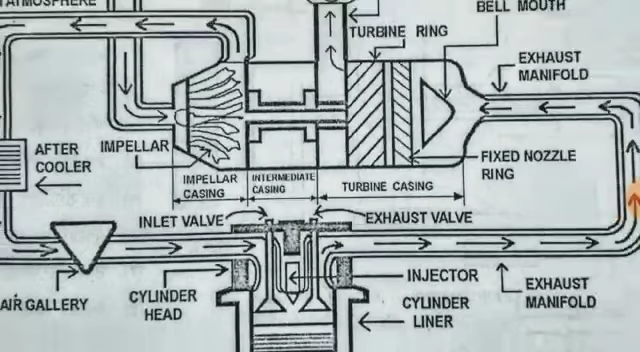 ATMOSPHERE
BELL MOUTH
TURBINE RING
EXHAUST
MANIFOLD
AFTER
COOLER
IMPELLAR
FIXED NOZZLE
RING
IMPELLAR
CASING
INTERMEDIATE
CASING
TURBINE CASING
INLET VALVE
EXHAUST VALVE
AIR GALLERY
CYLINDER
HEAD
INJECTOR
CYLINDER
LINER
EXHAUST
MANIFOLD